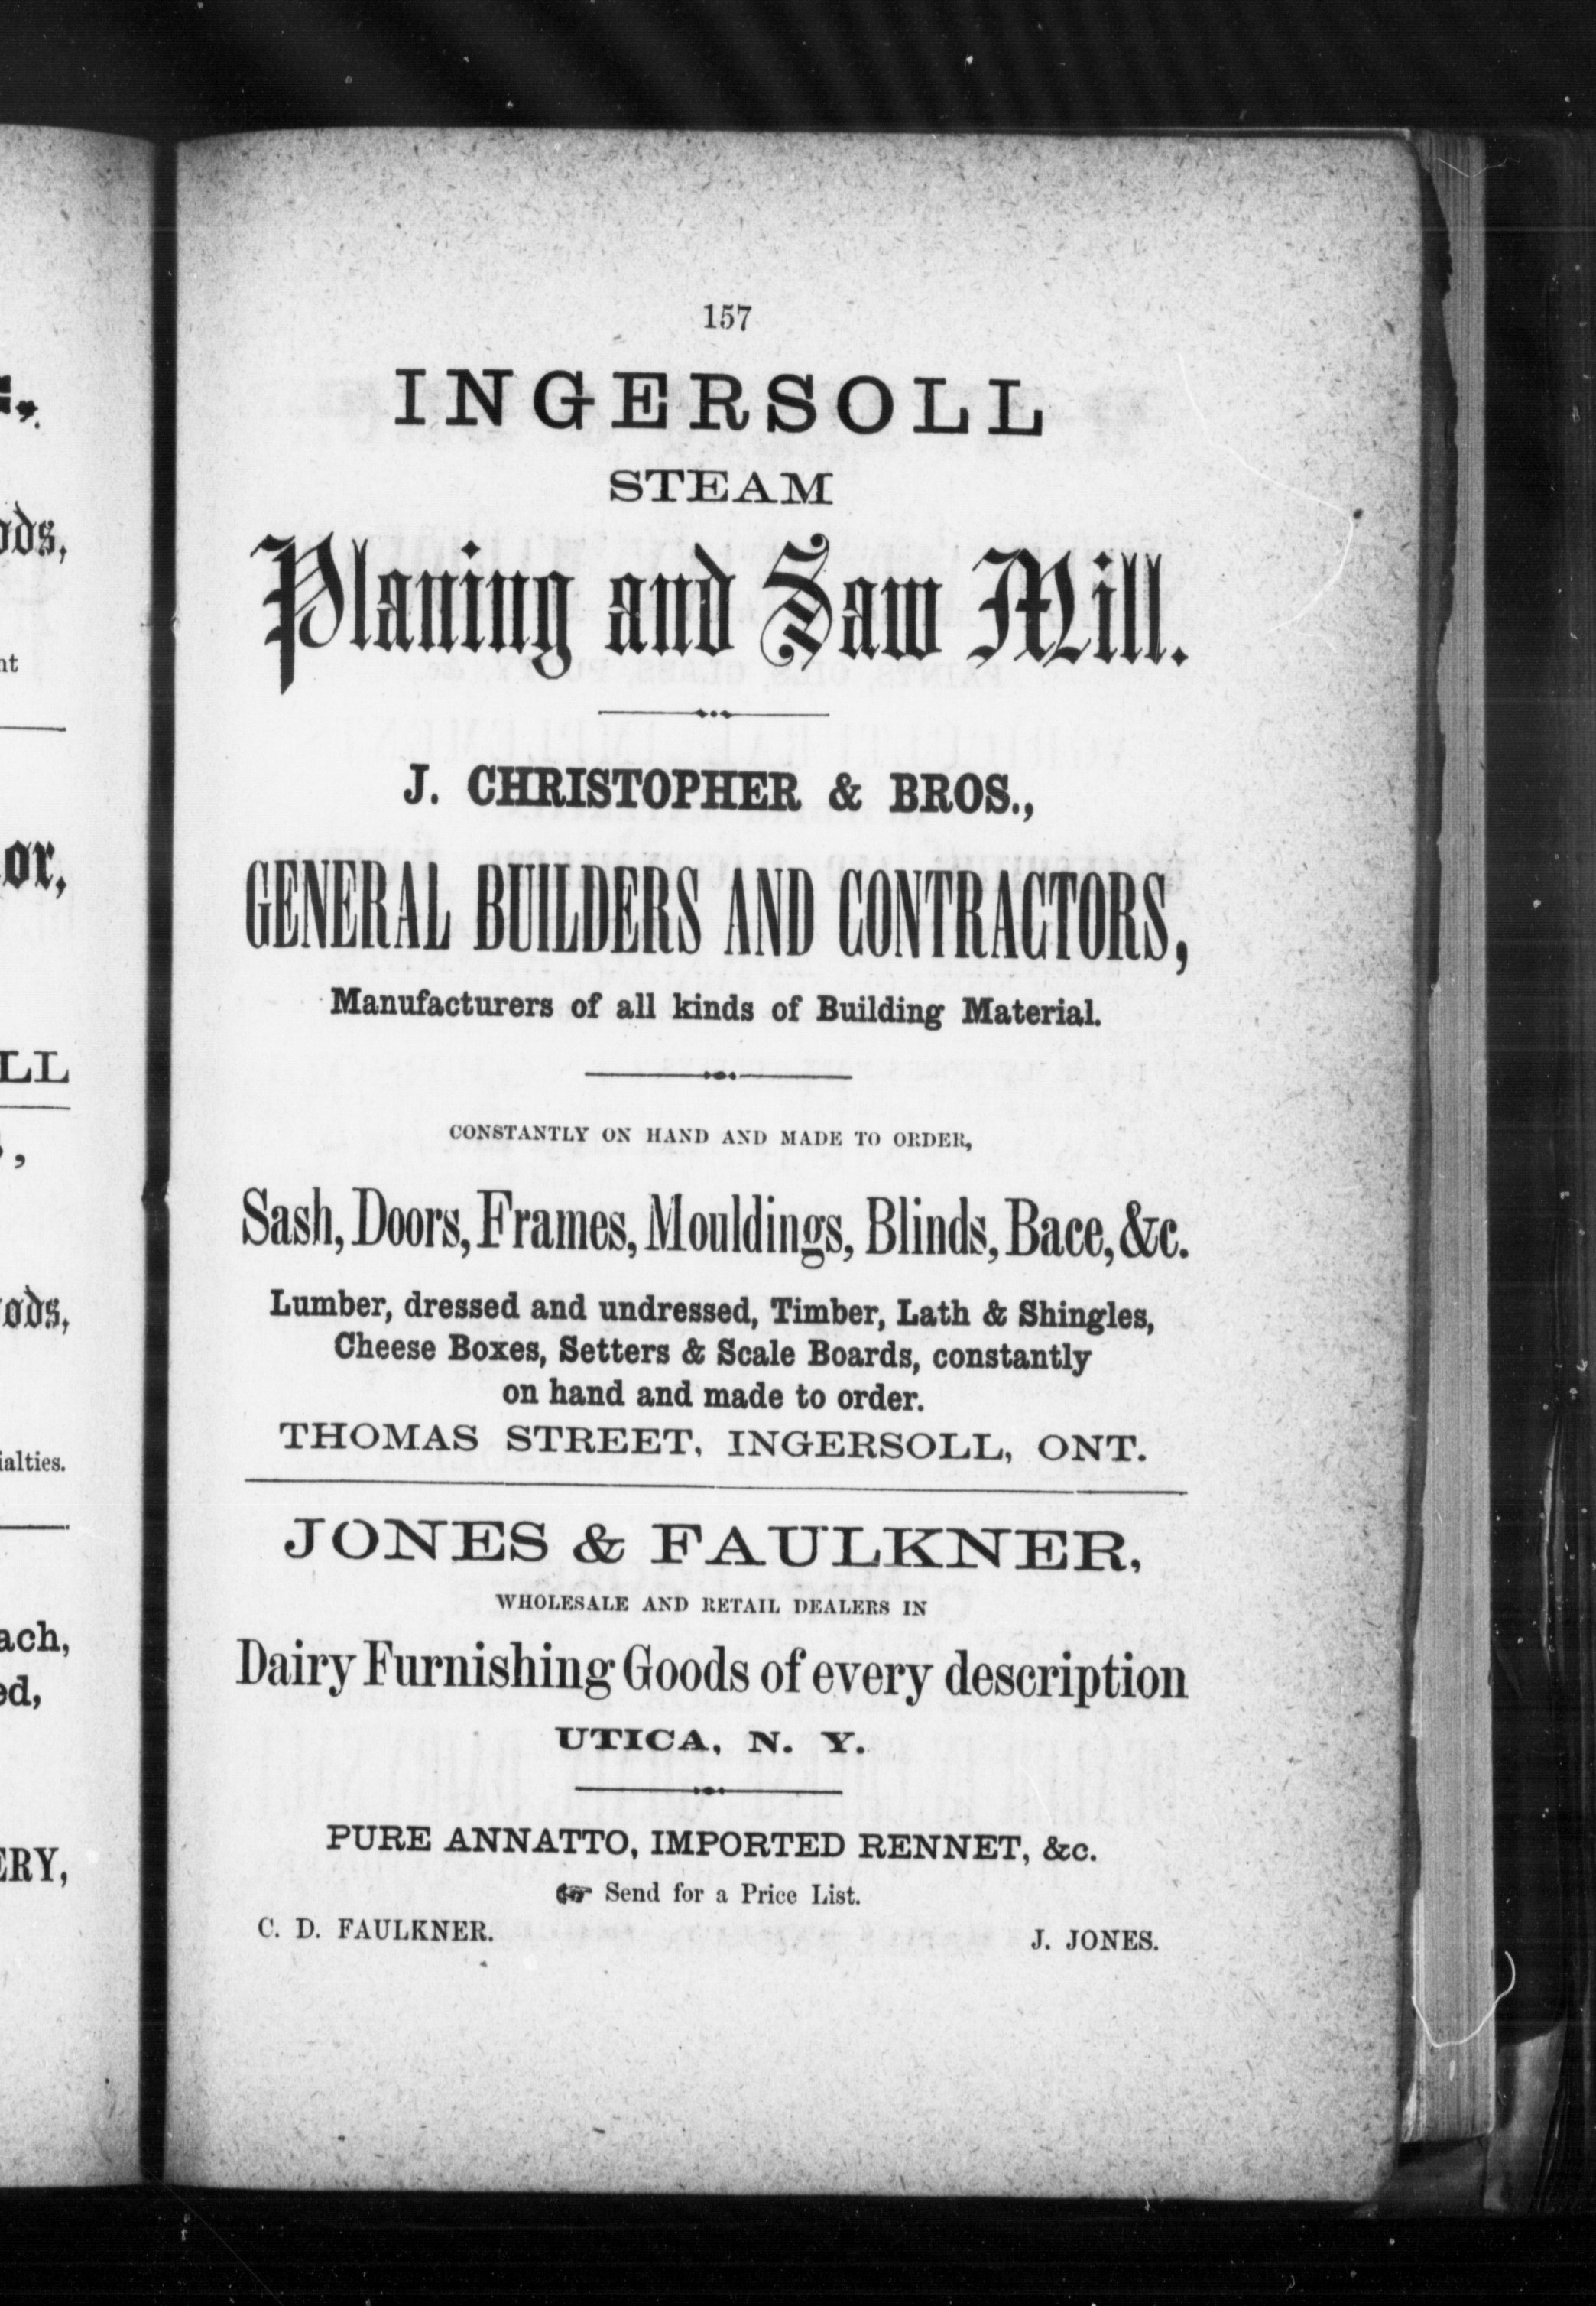 157
INGERSOLL
STEAM
Planing and Saw Mill.
J. CHRISTOPHER & BROS.,
GENERAL BUILDERS AND CONTRACTORS,
Manufacturers of all kinds of Building Material.
CONSTANTLY ON HAND AND MADE TO ORDER,
Sash, Doors, Frames, Mouldings, Blinds, Bace, &c.
Lumber, dressed and undressed, Timber, Lath & Shingles,
Cheese Boxes, Setters & Scale Boards, constantly
on hand and made to order.
THOMAS STREET, INGERSOLL, ONT.
JONES & FAULKNER,
WHOLESALE AND RETAIL DEALERS IN
Dairy Furnishing Goods of every description
UTICA, N. Y.
PURE ANNATTO, IMPORTED RENNET, &c.
☞ Send for a Price List.
C. D. FAULKNER. J. JONES.